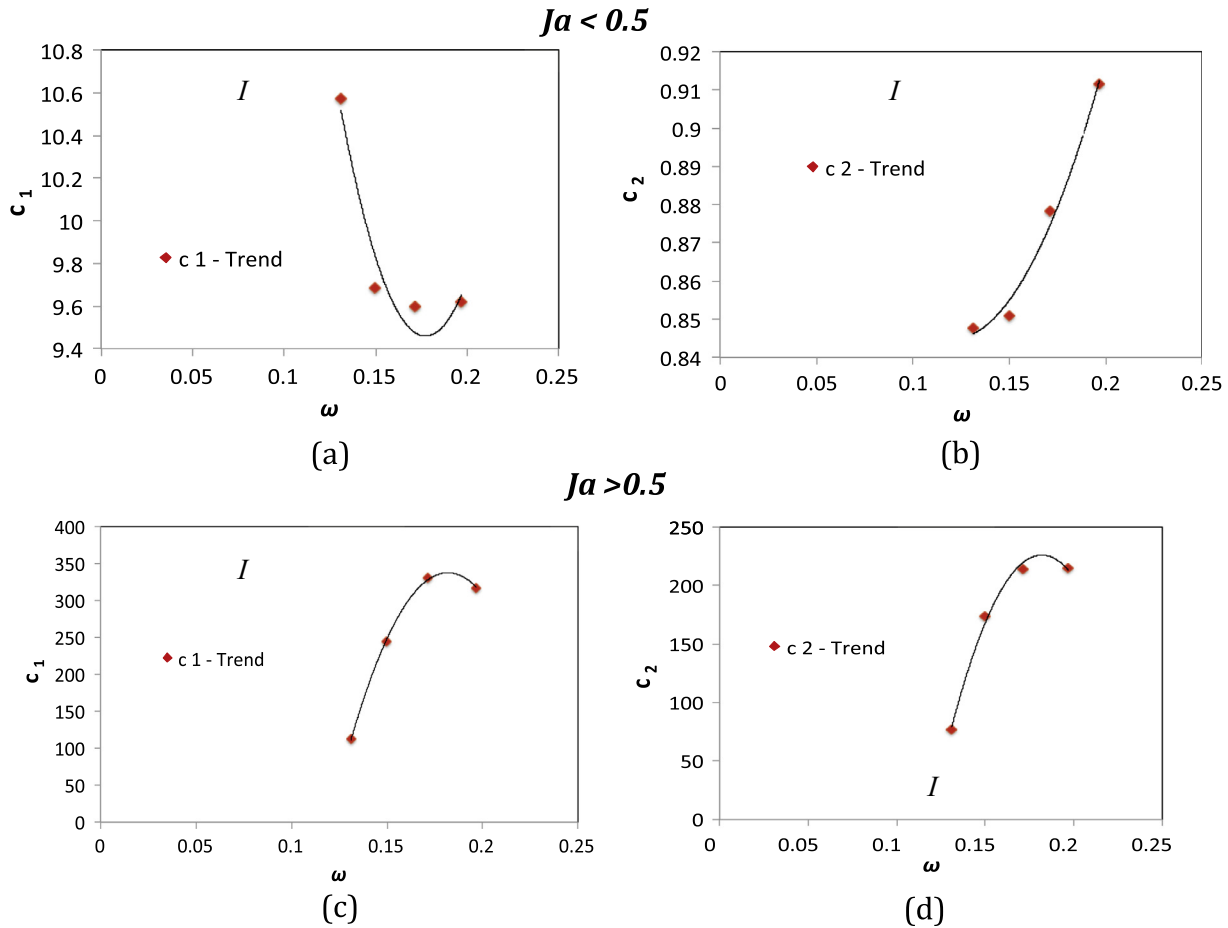 Ja < 0.5
10.8
10.6
10.4
10.2
10
9.8
9.6
9.4
c 1
I
c 1 - Trend
0 0.05 0.1 0.15 0.2 0.25
ω
(a)
0.92
0.91
0.9
0.89
0.88
0.87
0.86
0.85
0.84
c 2
I
c 2 - Trend
0 0.05 0.1 0.15 0.2 0.25
ω
(b)
Ja >0.5
400
350
300
250
200
150
100
50
0
c 1
I
c 1 - Trend
0 0.05 0.1 0.15 0.2 0.25
ω
(c)
250
200
150
100
50
0
c 2
c 2 - Trend
I
0 0.05 0.1 0.15 0.2 0.25
ω
(d)